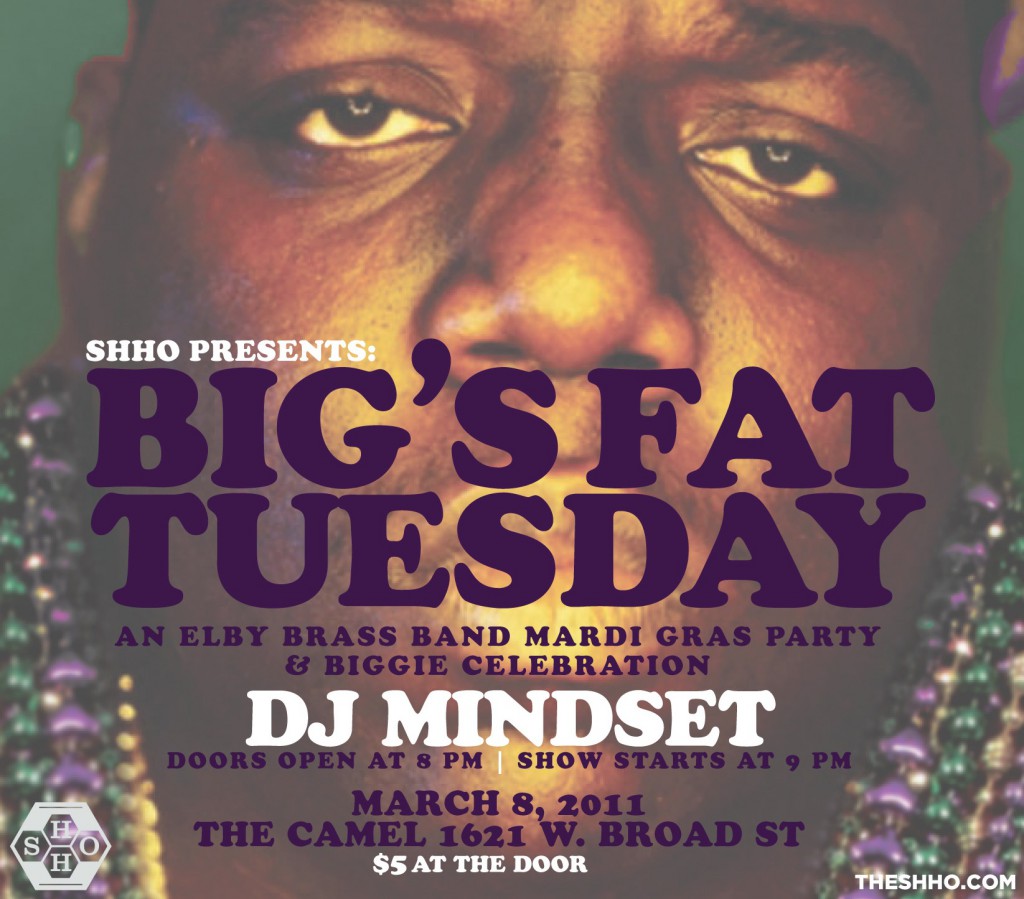 SHHO PRESENTS:
BIG'S FAT
TUESDAY
AN ELBY BRASS BAND MARDI GRAS PARTY
& BIGGIE CELEBRATION
DJ MINDSET
DOORS OPEN AT 8 PM | SHOW STARTS AT 9 PM
MARCH 8, 2011
THE CAMEL 1621 W. BROAD ST
$5 AT THE DOOR
SHHO
THESHHO.COM